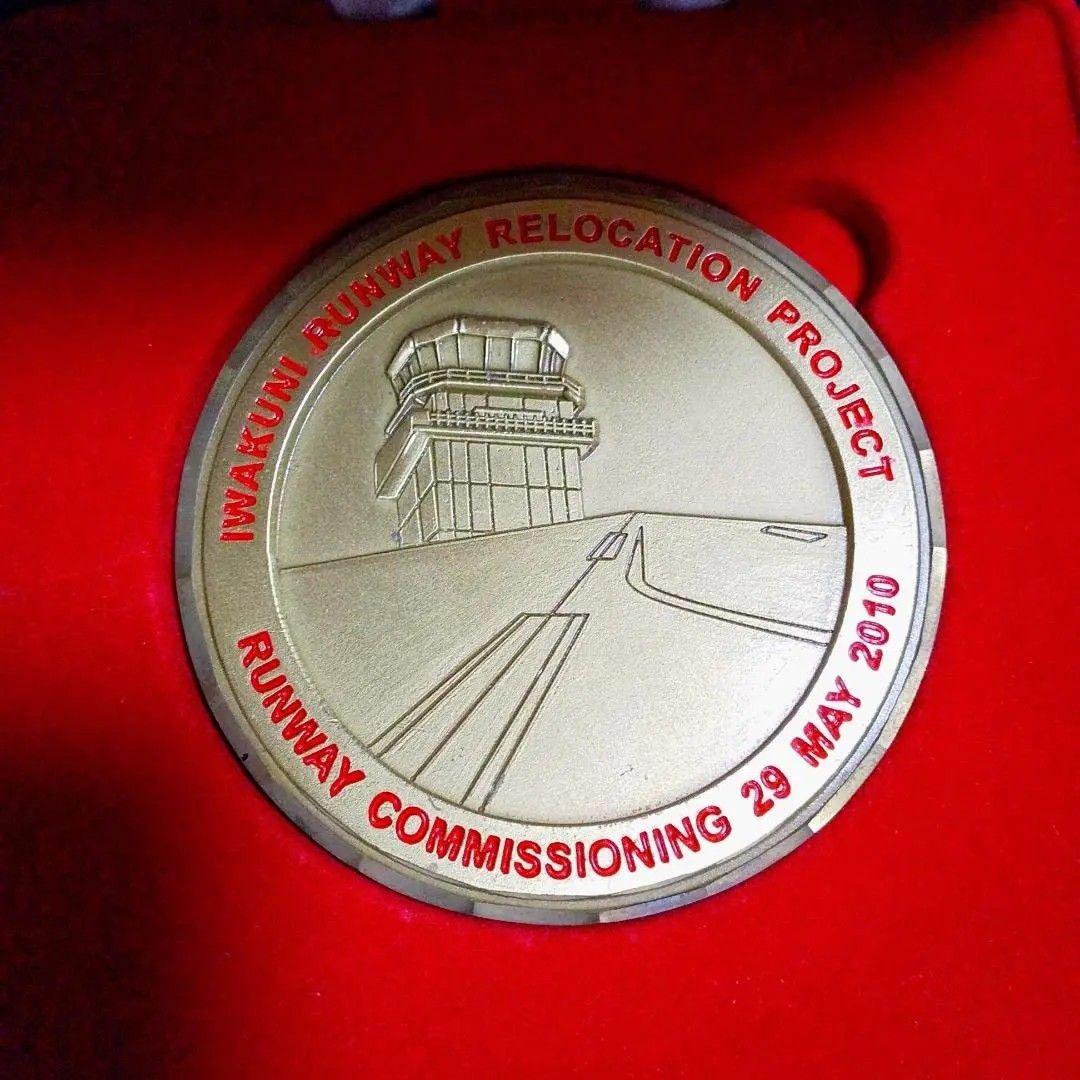 IWAKUNI RUNWAY RELOCATION PROJECT
RUNWAY COMMISSIONING 29 MAY 2010